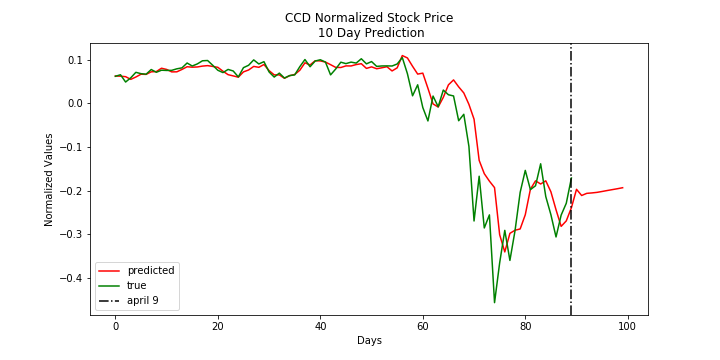 CCD Normalized Stock Price
10 Day Prediction
0.1
0.0
−0.1
−0.2
−0.3
−0.4
Normalized Values
predicted
true
april 9
0 20 40 60 80 100
Days